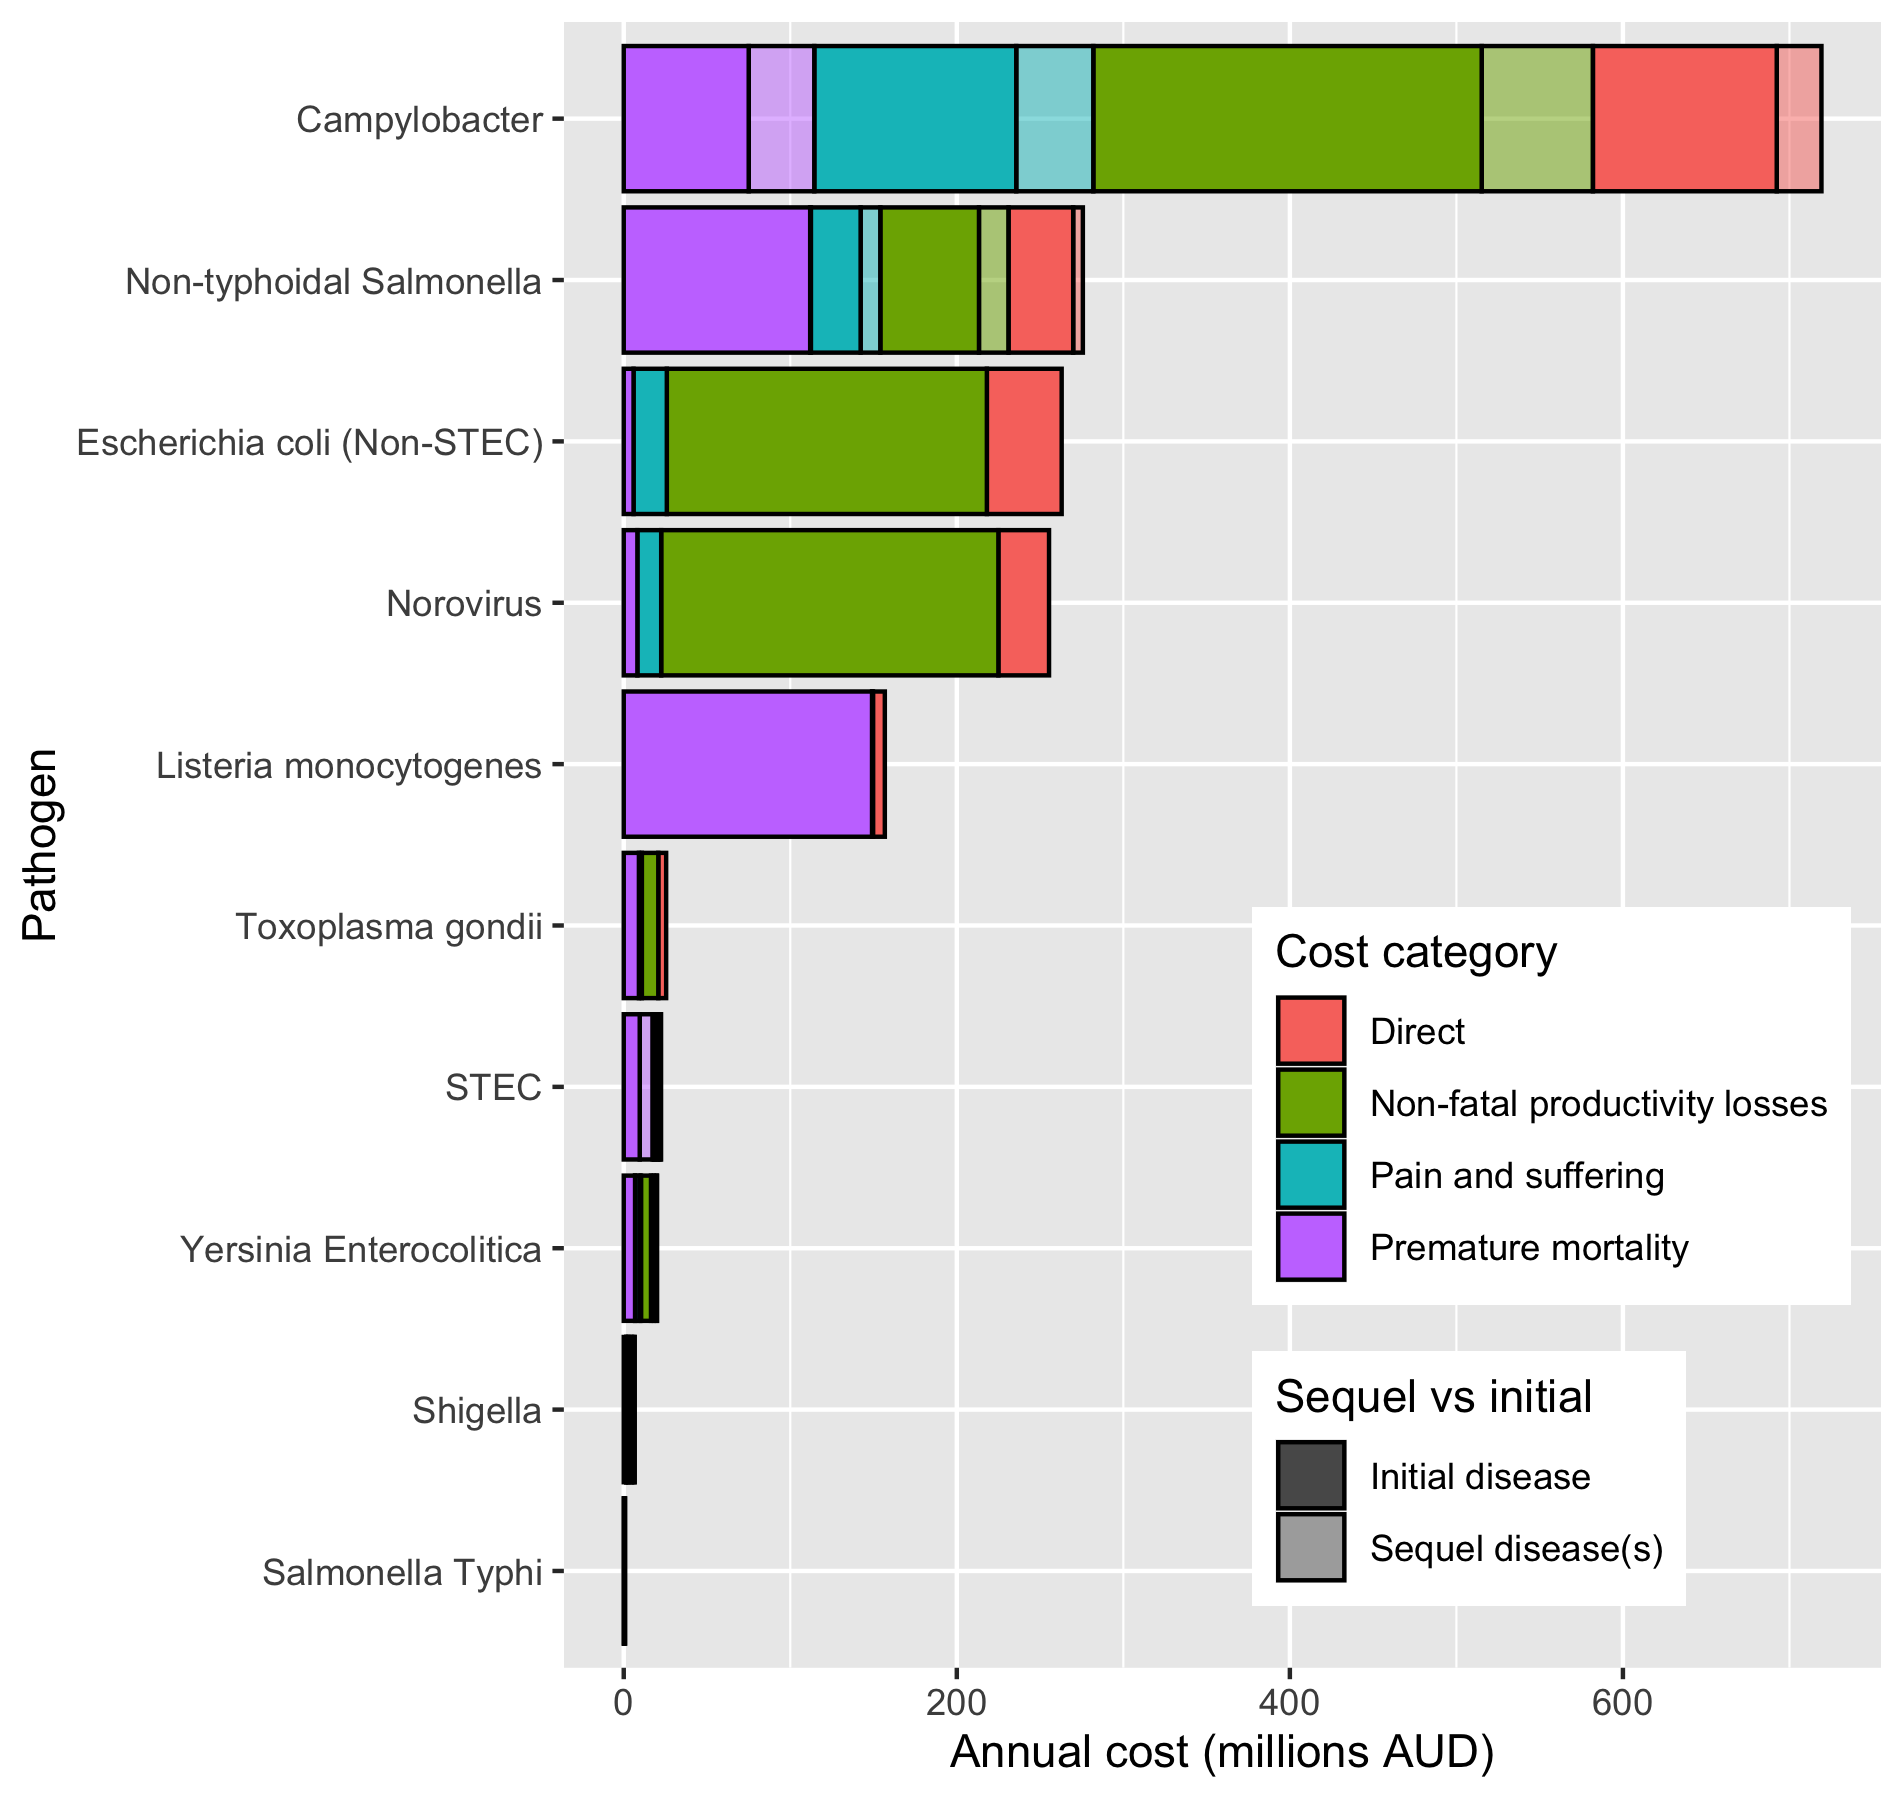 Campylobacter
Non-typhoidal Salmonella
Escherichia coli (Non-STEC)
Norovirus
Listeria monocytogenes
Toxoplasma gondii
STEC
Yersinia Enterocolitica
Shigella
Salmonella Typhi
Pathogen
Cost category
Direct
Non-fatal productivity losses
Pain and suffering
Premature mortality
Sequel vs initial
Initial disease
Sequel disease(s)
0 200 400 600
Annual cost (millions AUD)